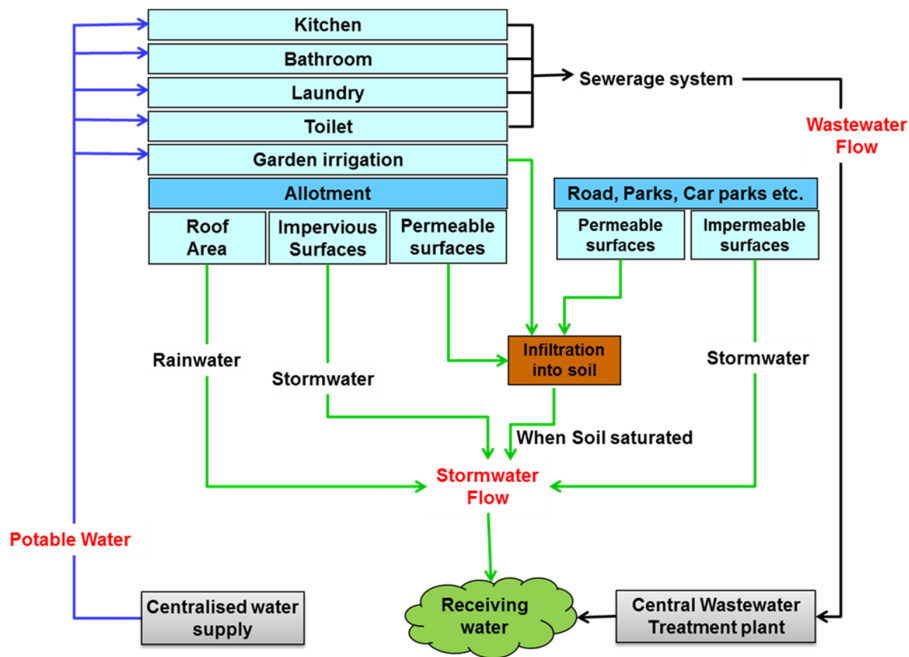 Kitchen
Bathroom
Laundry
Toilet
Garden irrigation
Allotment
Roof
Area
Impervious
Surfaces
Permeable
surfaces
Sewerage system
Wastewater
Flow
Road, Parks, Car parks etc.
Permeable
surfaces
Impermeable
surfaces
Rainwater
Stormwater
Infiltration
into soil
Stormwater
When Soil saturated
Stormwater
Flow
Potable Water
Centralised water
supply
Receiving
water
Central Wastewater
Treatment plant